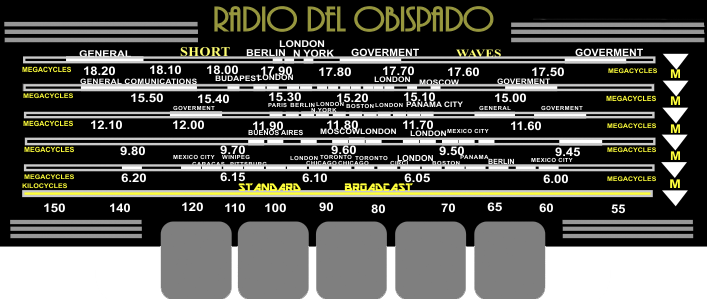 RADIO DEL OBISPADO
GENERAL SHORT BERLIN LONDON N YORK GOVERMENT WAVES GOVERMENT
MEGACYCLES 18.20 18.10 18.00 17.90 17.80 17.70 17.60 17.50 MEGACYCLES M
GENERAL COMUNICATIONS BUDAPEST LONDON LONDON MOSCOW GOVERMENT
MEGACYCLES 15.50 15.40 15.30 15.20 15.10 15.00 MEGACYCLES M
GOVERMENT PARIS BERLIN LONDON N YORK BOSTON LONDON PANAMA CITY GENERAL GOVERMENT
MEGACYCLES 12.10 12.00 11.90 11.80 11.70 11.60 MEGACYCLES M
BUENOS AIRES MOSCOW LONDON LONDON MEXICO CITY
MEGACYCLES 9.80 9.70 9.60 9.50 9.45 MEGACYCLES M
MEXICO CITY WINIPEG LONDON TORONTO TORONTO LONDON PANAMA BERLIN MEXICO CITY
CARACAS PITTSBURG CHICAGO CHICAGO BOSTON
MEGACYCLES 6.20 6.15 6.10 6.05 6.00 MEGACYCLES M
KILOCYCLES STANDARD BROADCAST
150 140 120 110 100 90 80 70 65 60 55